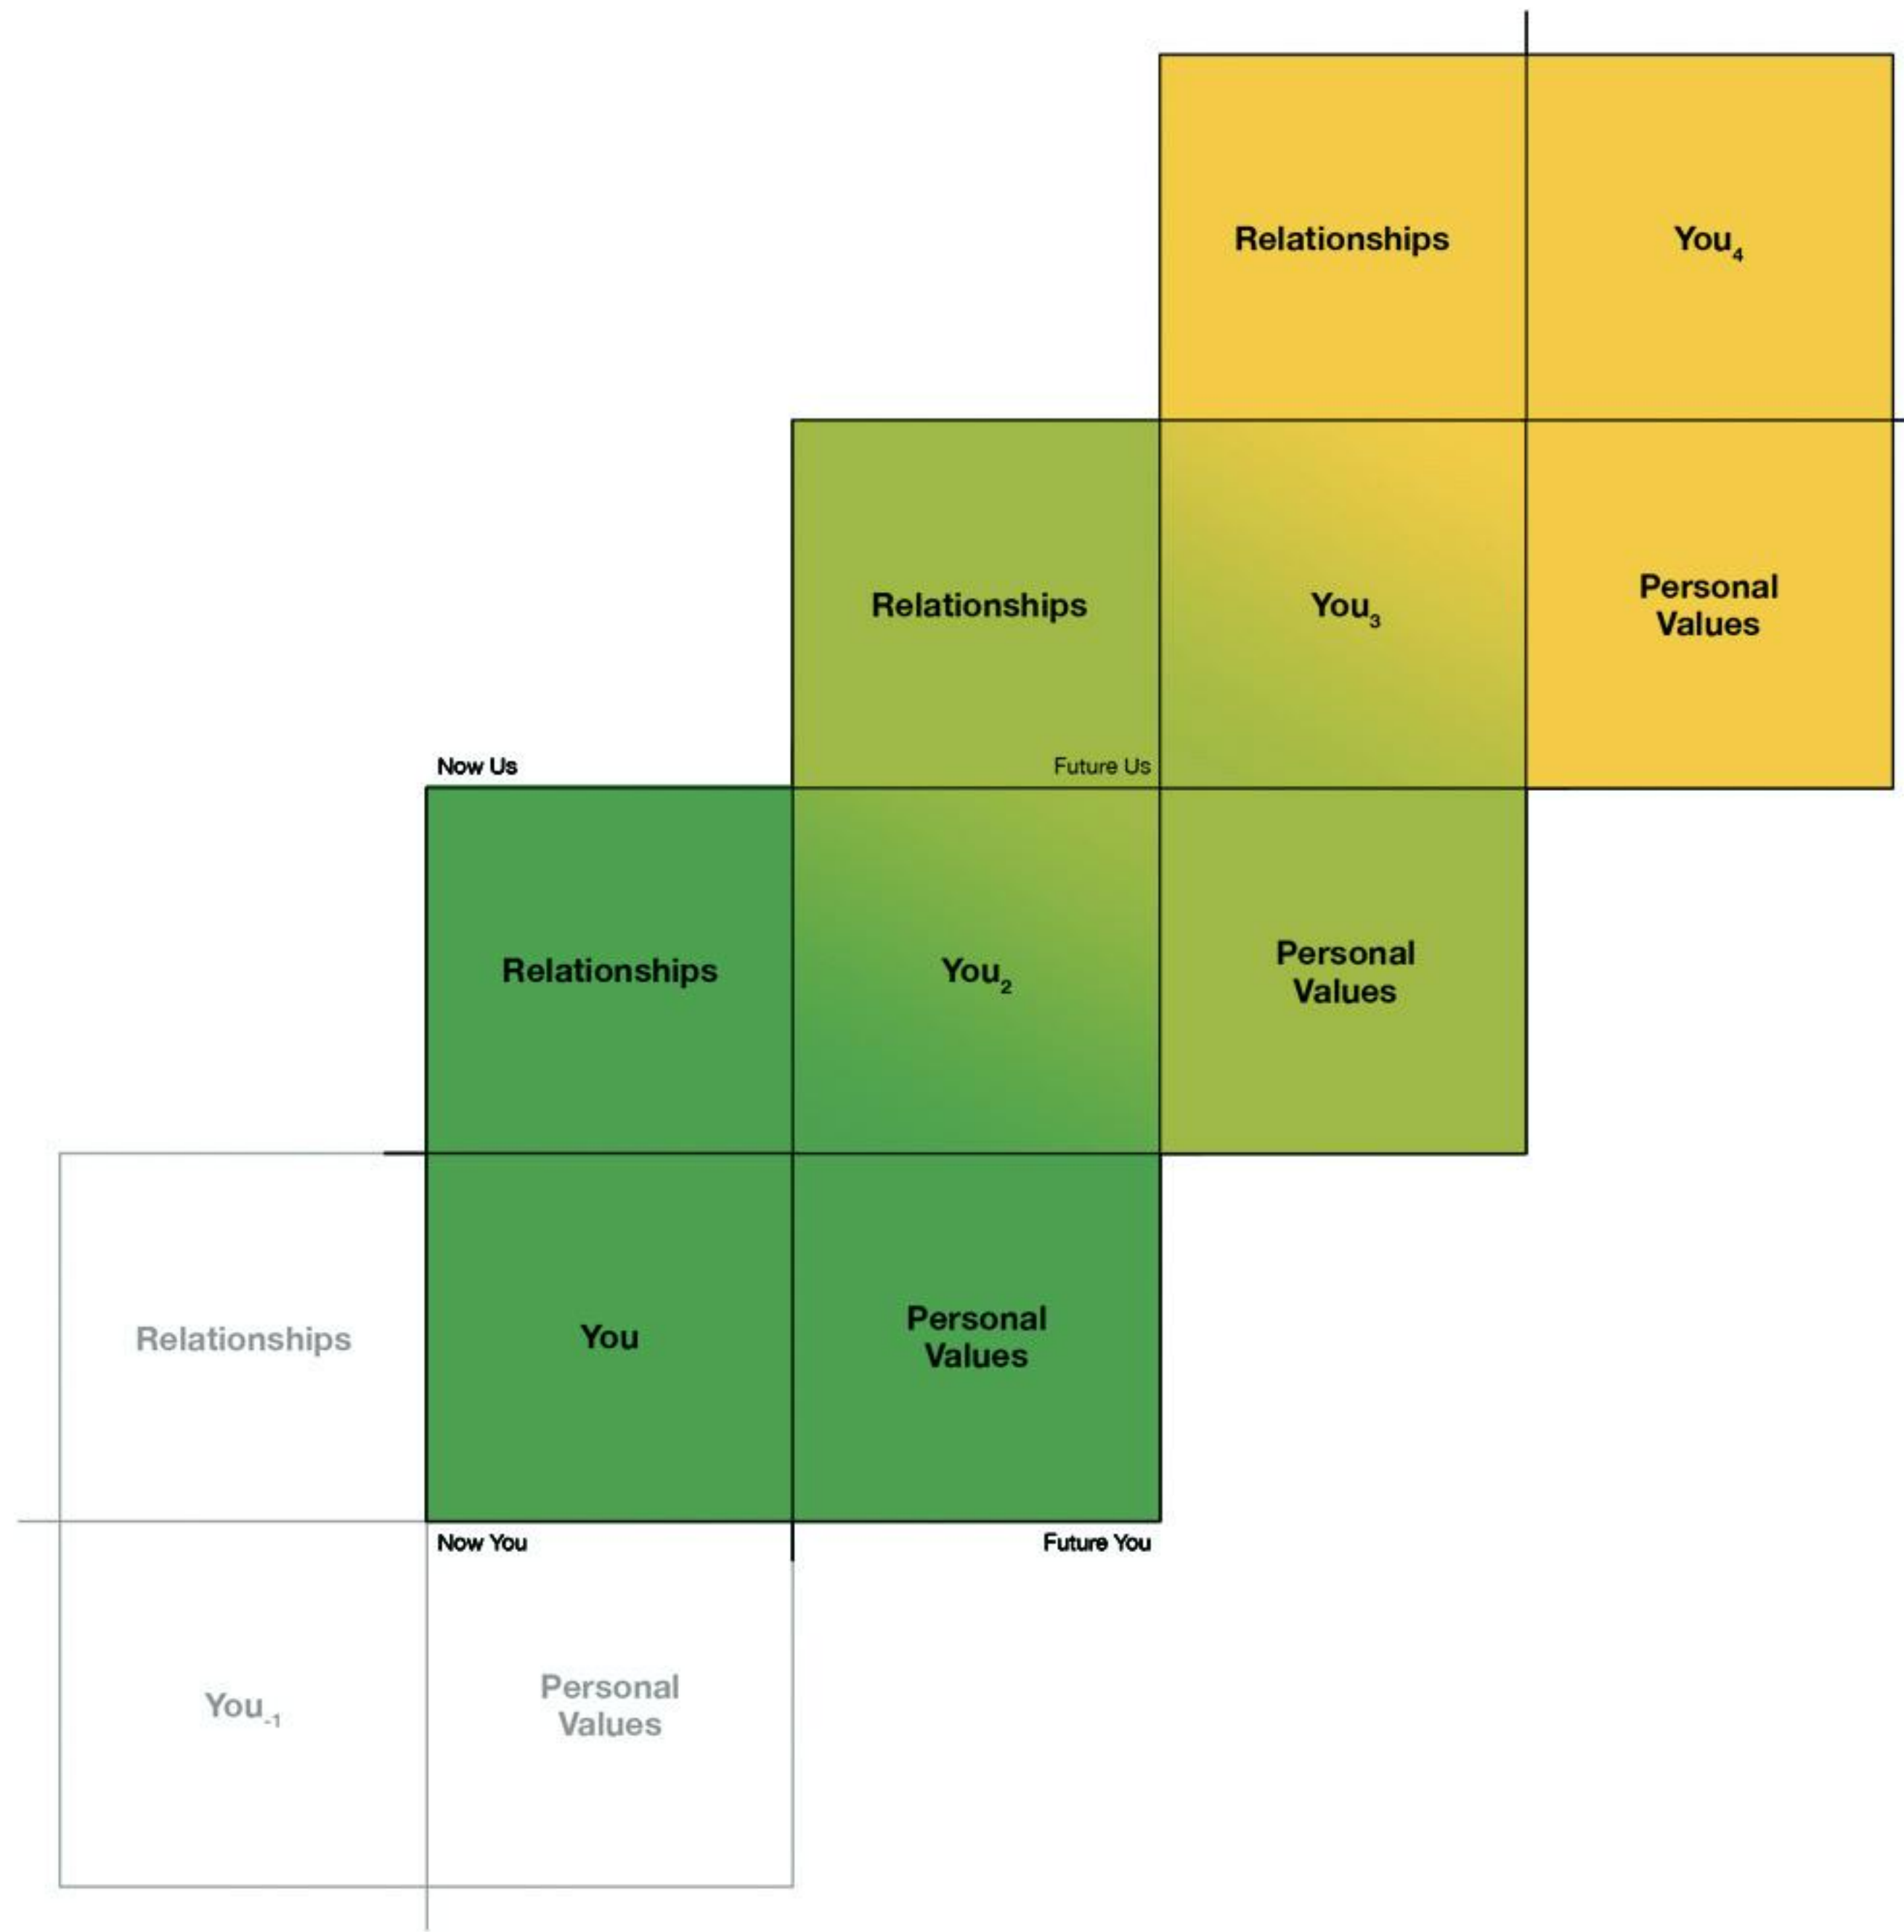 Relationships
You₄
Relationships
You₃
Personal
Values
Now Us
Future Us
Relationships
You₂
Personal
Values
Relationships
You
Personal
Values
Now You
Future You
You₋₁
Personal
Values